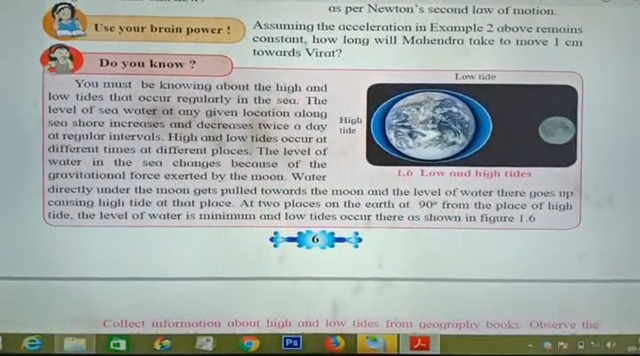 as per Newton's second law of motion.
Use your brain power !
Assuming the acceleration in Example 2 above remains
constant, how long will Mahendra take to move 1 cm
towards Virat?
Do you know ?
You must be knowing about the high and
low tides that occur regularly in the sea. The
level of sea water at any given location along
sea shore increases and decreases twice a day
at regular intervals. High and low tides occur at
different times at different places. The level of
water in the sea changes because of the
gravitational force exerted by the moon. Water
directly under the moon gets pulled towards the moon and the level of water there goes up
causing high tide at that place. At two places on the earth at 90° from the place of high
tide, the level of water is minimum and low tides occur there as shown in figure 1.6
Low tide
High
tide
1.6 Low and high tides
6
Collect information about high and low tides from geography books. Observe the
Ps